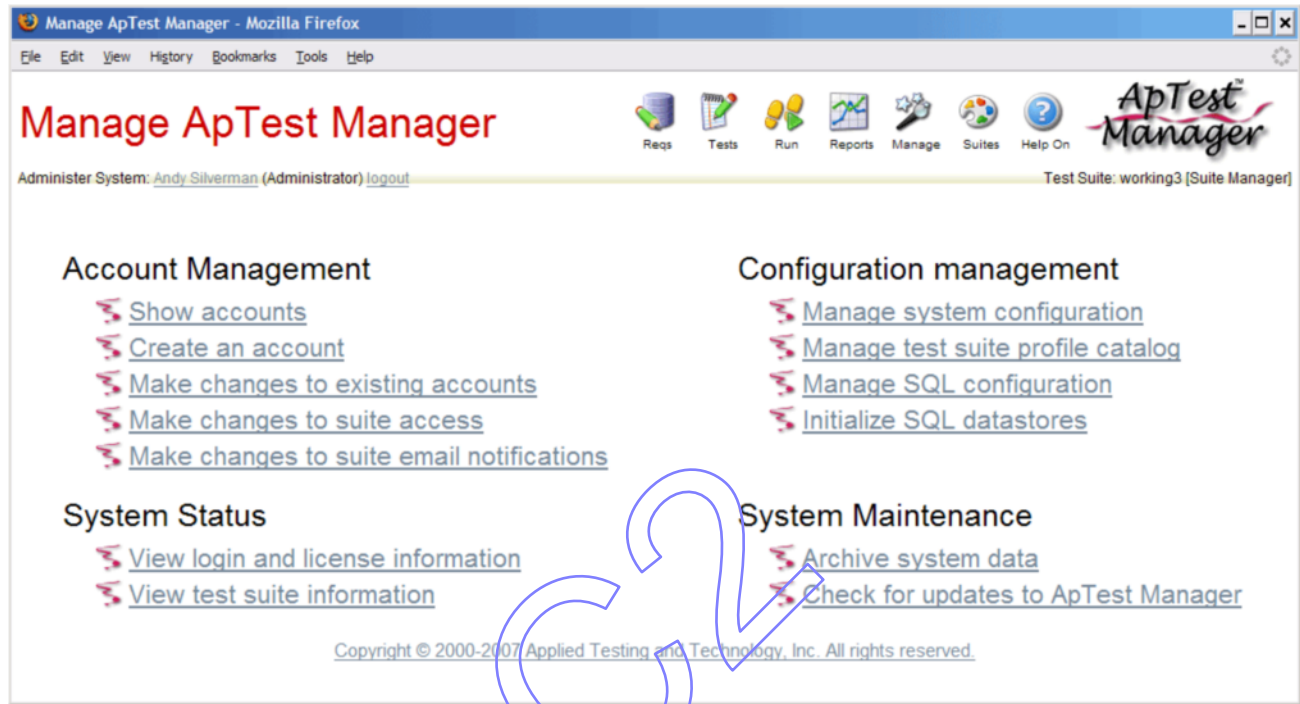 Manage ApTest Manager - Mozilla Firefox
File Edit View History Bookmarks Tools Help
Manage ApTest Manager
Reqs Tests Run Reports Manage Suites Help On
ApTest™
Manager
Administer System: Andy Silverman (Administrator) logout
Test Suite: working3 [Suite Manager]
Account Management
Show accounts
Create an account
Make changes to existing accounts
Make changes to suite access
Make changes to suite email notifications
Configuration management
Manage system configuration
Manage test suite profile catalog
Manage SQL configuration
Initialize SQL datastores
System Status
View login and license information
View test suite information
System Maintenance
Archive system data
Check for updates to ApTest Manager
Copyright © 2000-2007 Applied Testing and Technology, Inc. All rights reserved.
C2